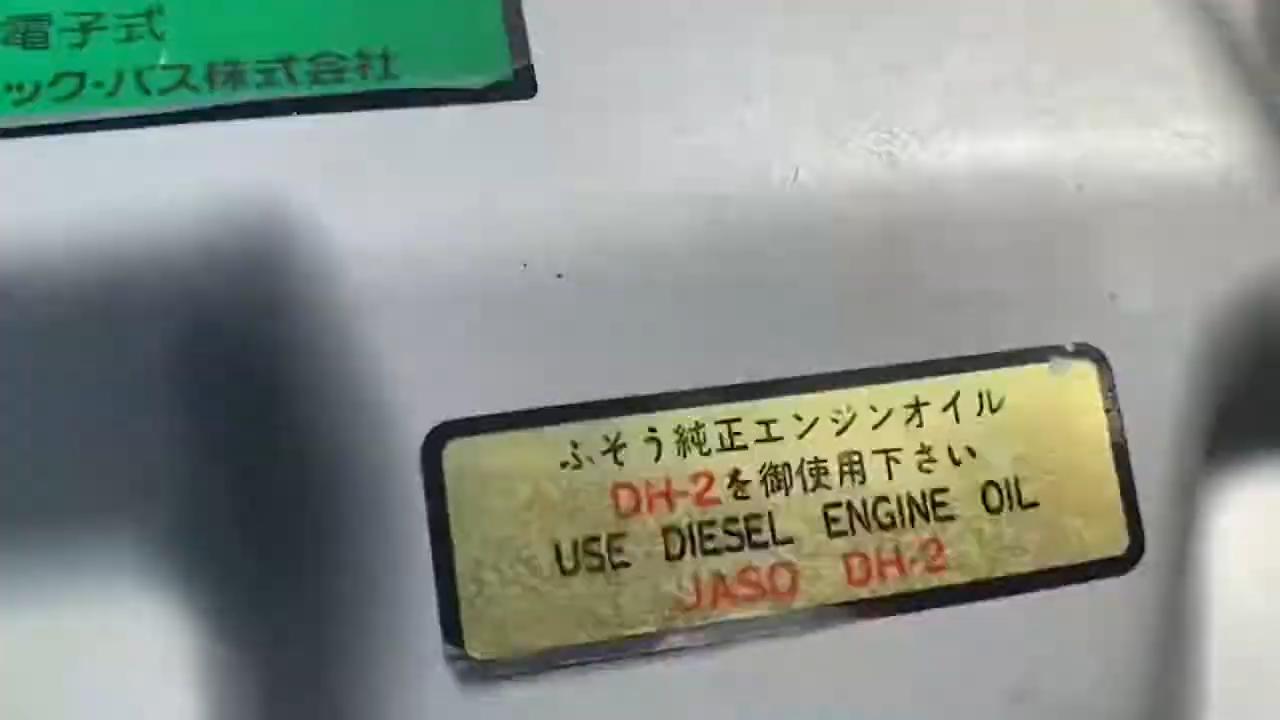 電子式
ック・バス株式会社
ふそう純正エンジンオイル
DH-2を御使用下さい
USE DIESEL ENGINE OIL
JASO DH-2